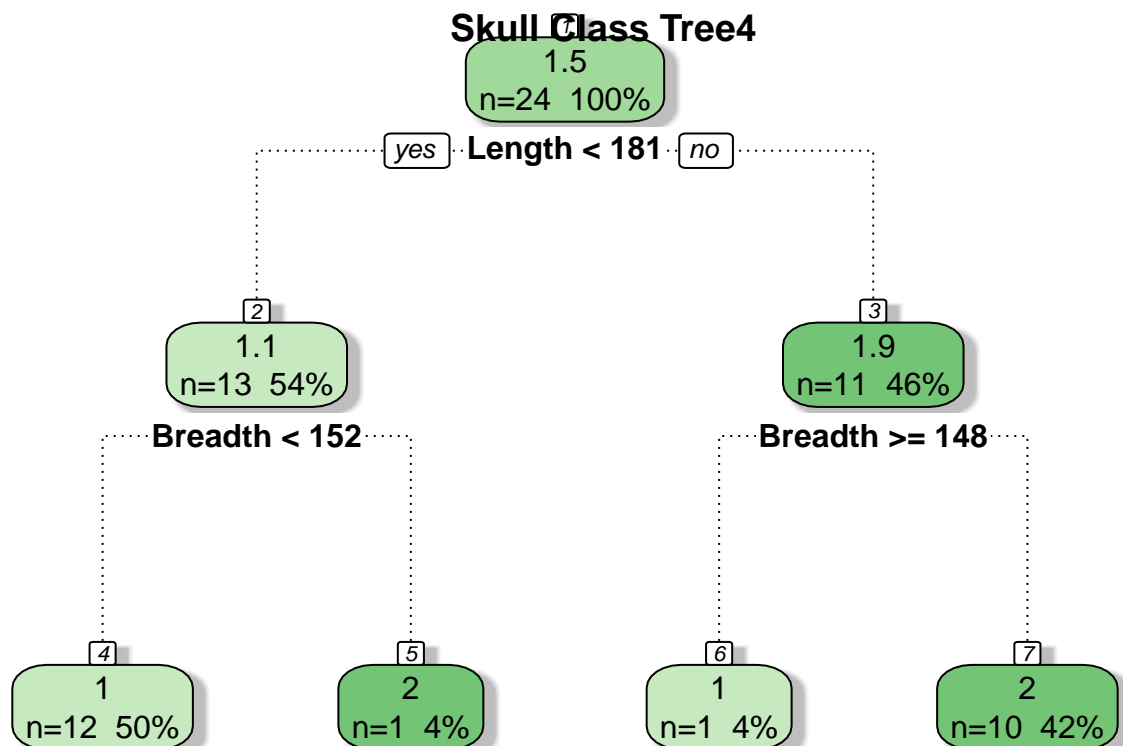 Skull Class Tree4
1
1.5
n=24 100%
yes Length < 181 no
2
1.1
n=13 54%
3
1.9
n=11 46%
Breadth < 152
Breadth >= 148
4
1
n=12 50%
5
2
n=1 4%
6
1
n=1 4%
7
2
n=10 42%